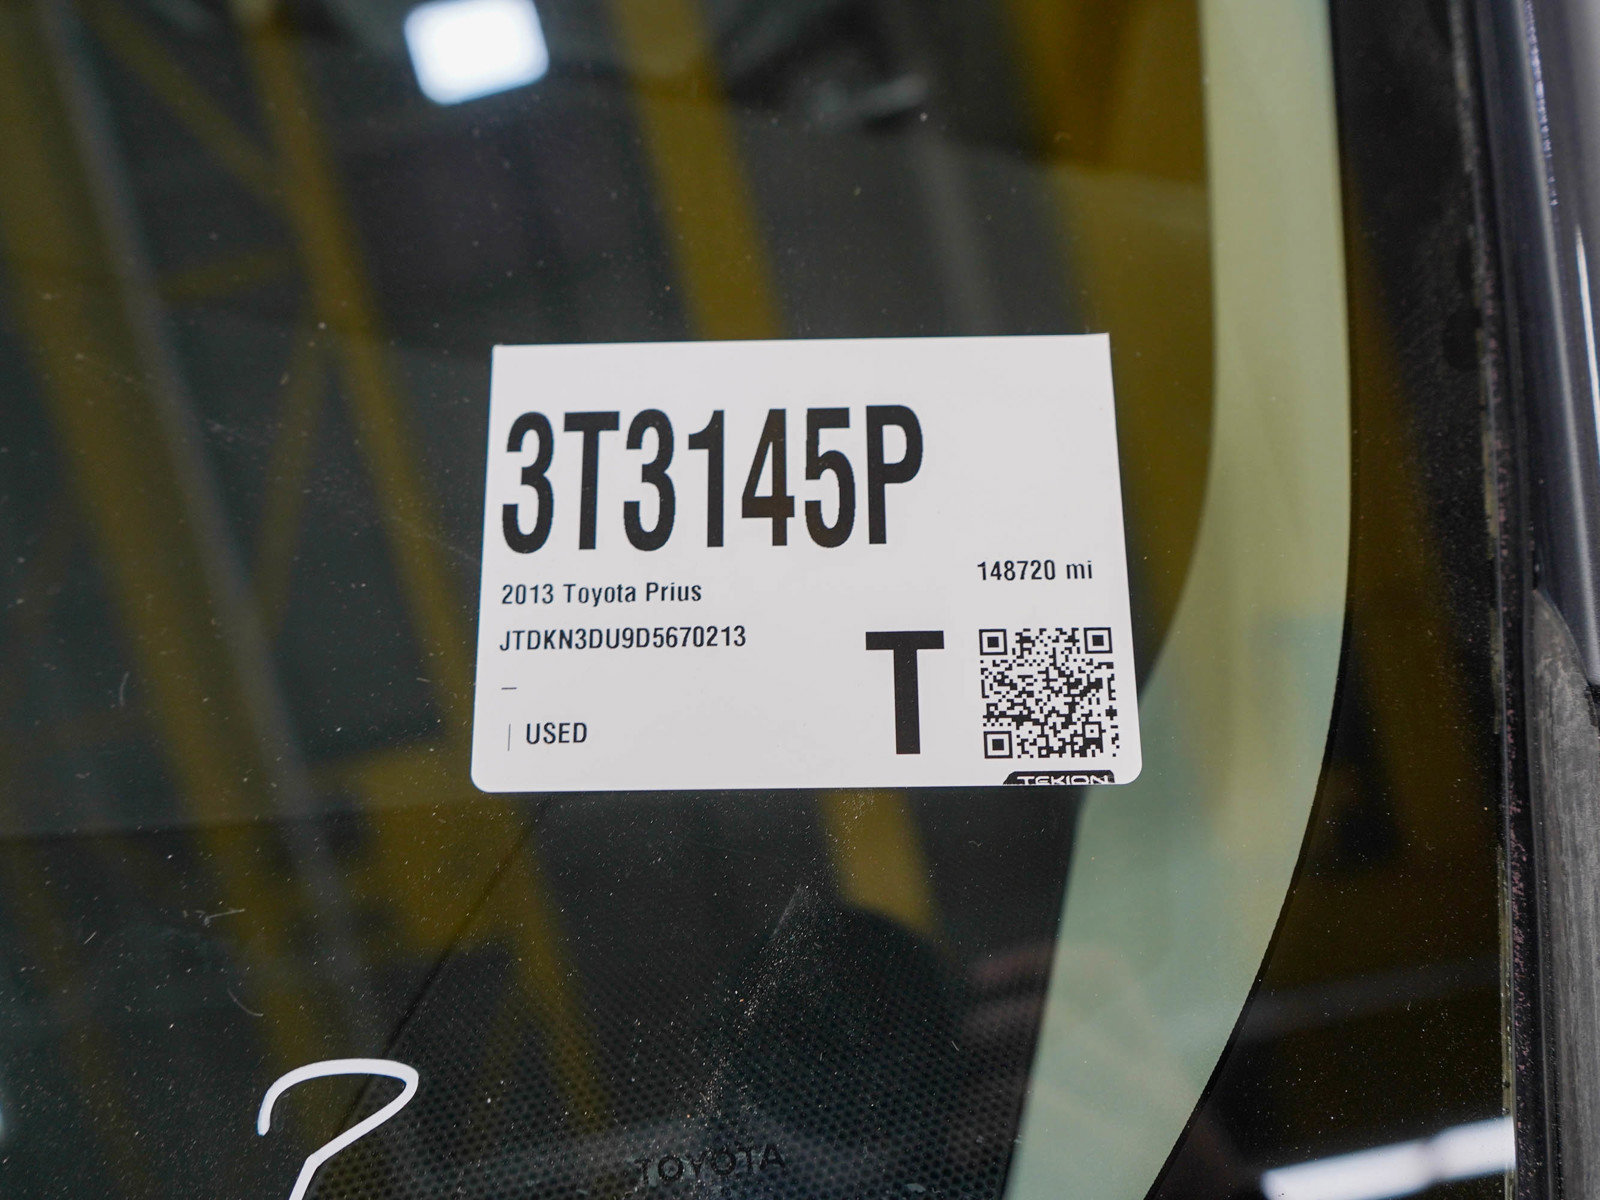 3T3145P
148720 mi
2013 Toyota Prius
JTDKN3DU9D5670213
T
–
| USED
TEKION
?
TOYOTA